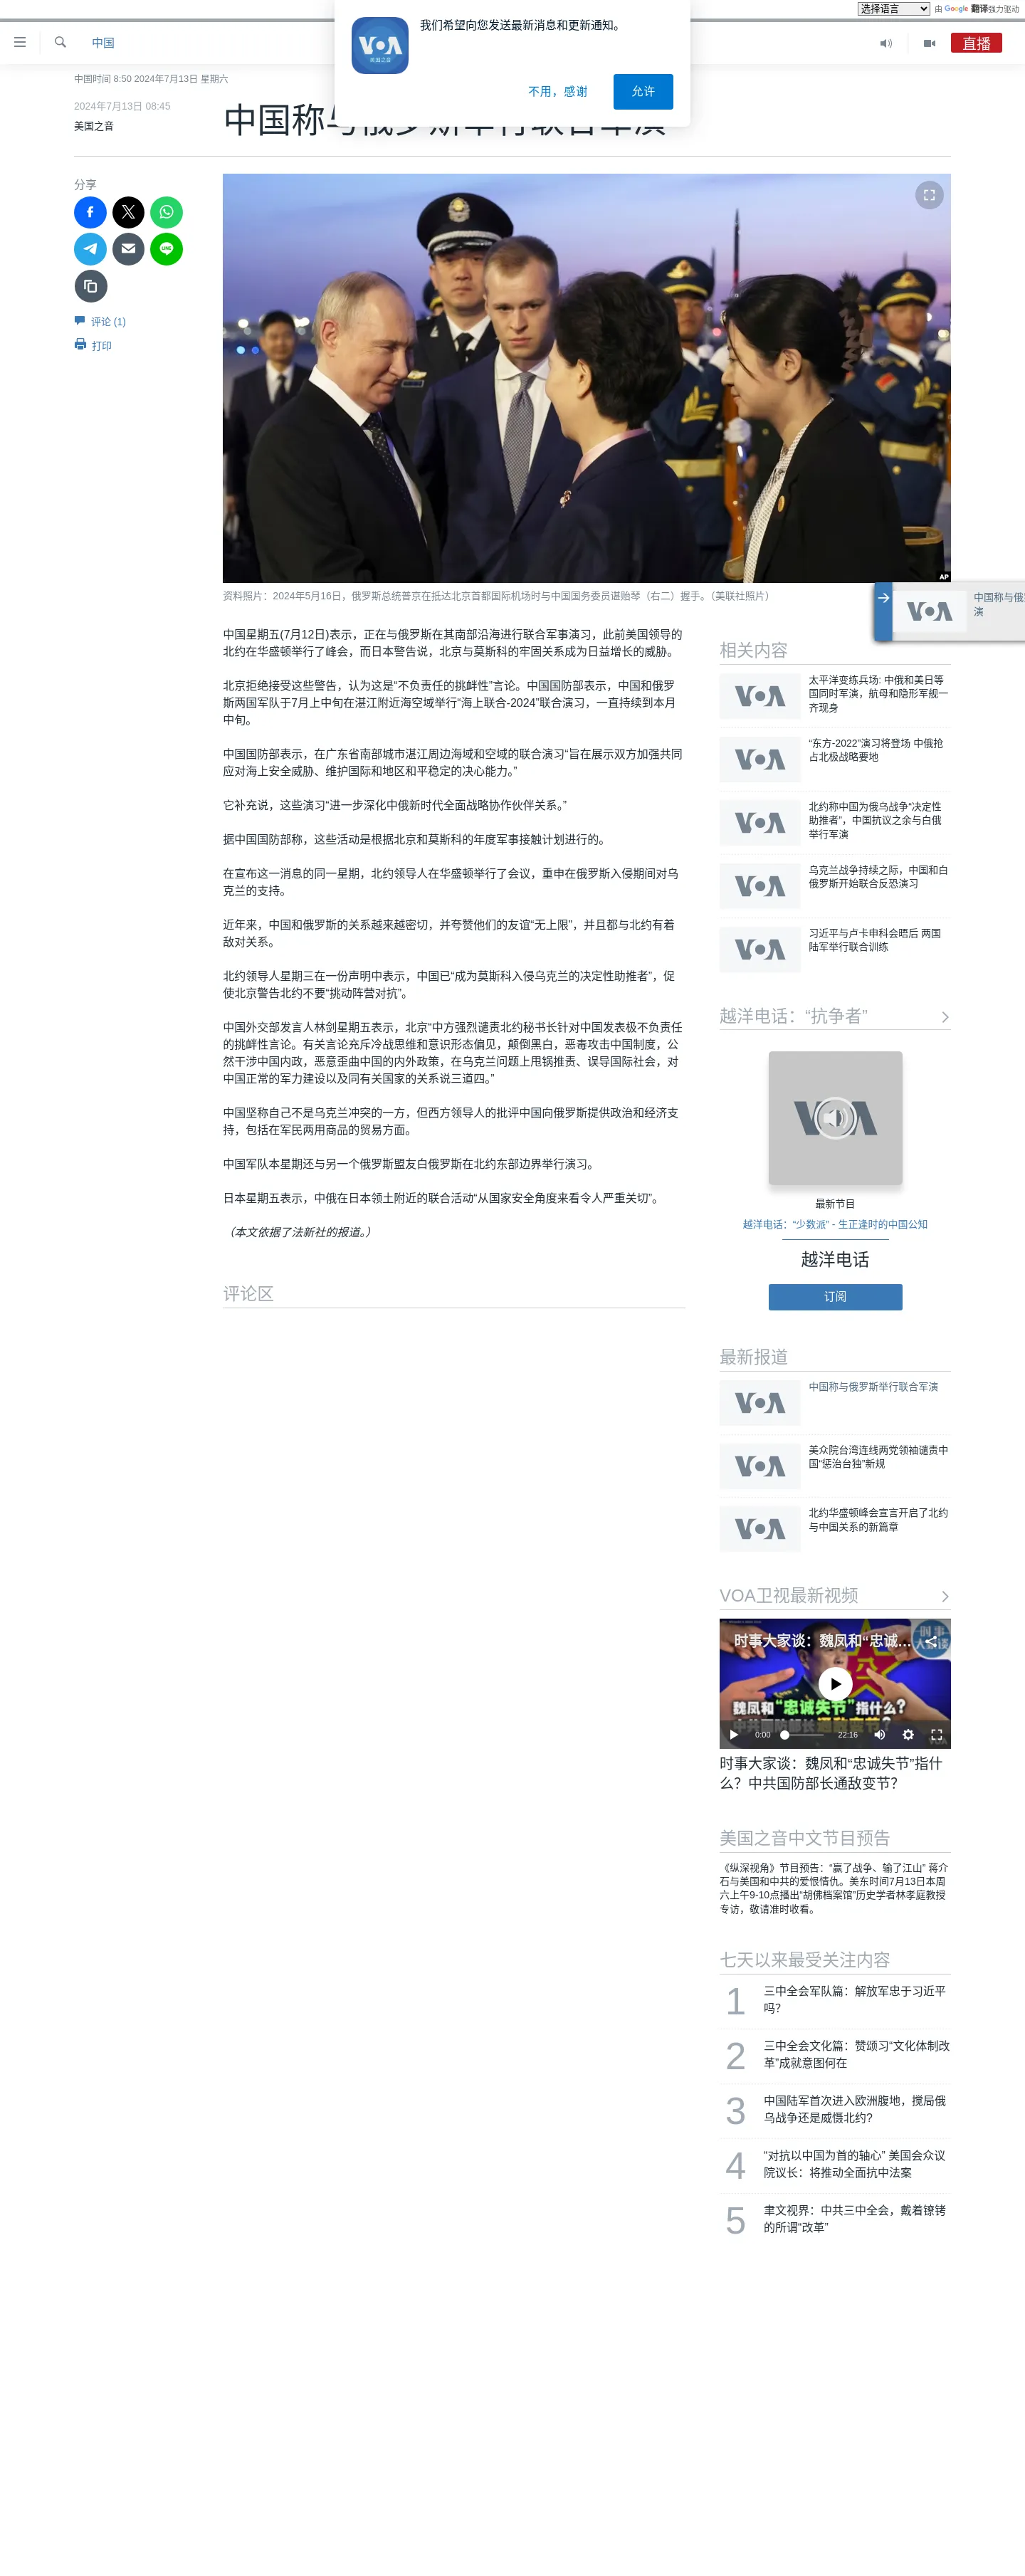 选择语言
由 Google 翻译强力驱动
我们希望向您发送最新消息和更新通知。
VOA
美国之音
不用，感谢
允许
中国
直播
中国时间 8:50 2024年7月13日 星期六
2024年7月13日 08:45
美国之音
中国称与俄罗斯举行联合军演
分享
LINE
评论 (1)
打印
AP
资料照片：2024年5月16日，俄罗斯总统普京在抵达北京首都国际机场时与中国国务委员谌贻琴（右二）握手。（美联社照片）
中国称与俄
演
中国星期五(7月12日)表示，正在与俄罗斯在其南部沿海进行联合军事演习，此前美国领导的
北约在华盛顿举行了峰会，而日本警告说，北京与莫斯科的牢固关系成为日益增长的威胁。
北京拒绝接受这些警告，认为这是“不负责任的挑衅性”言论。中国国防部表示，中国和俄罗
斯两国军队于7月上中旬在湛江附近海空域举行“海上联合-2024”联合演习，一直持续到本月
中旬。
中国国防部表示，在广东省南部城市湛江周边海域和空域的联合演习“旨在展示双方加强共同
应对海上安全威胁、维护国际和地区和平稳定的决心能力。”
它补充说，这些演习“进一步深化中俄新时代全面战略协作伙伴关系。”
据中国国防部称，这些活动是根据北京和莫斯科的年度军事接触计划进行的。
在宣布这一消息的同一星期，北约领导人在华盛顿举行了会议，重申在俄罗斯入侵期间对乌
克兰的支持。
近年来，中国和俄罗斯的关系越来越密切，并夸赞他们的友谊“无上限”，并且都与北约有着
敌对关系。
北约领导人星期三在一份声明中表示，中国已“成为莫斯科入侵乌克兰的决定性助推者”，促
使北京警告北约不要“挑动阵营对抗”。
中国外交部发言人林剑星期五表示，北京“中方强烈谴责北约秘书长针对中国发表极不负责任
的挑衅性言论。有关言论充斥冷战思维和意识形态偏见，颠倒黑白，恶毒攻击中国制度，公
然干涉中国内政，恶意歪曲中国的内外政策，在乌克兰问题上甩锅推责、误导国际社会，对
中国正常的军力建设以及同有关国家的关系说三道四。”
中国坚称自己不是乌克兰冲突的一方，但西方领导人的批评中国向俄罗斯提供政治和经济支
持，包括在军民两用商品的贸易方面。
中国军队本星期还与另一个俄罗斯盟友白俄罗斯在北约东部边界举行演习。
日本星期五表示，中俄在日本领土附近的联合活动“从国家安全角度来看令人严重关切”。
（本文依据了法新社的报道。）
评论区
相关内容
太平洋变练兵场: 中俄和美日等
国同时军演，航母和隐形军舰一
齐现身
“东方-2022”演习将登场 中俄抢
占北极战略要地
北约称中国为俄乌战争“决定性
助推者”，中国抗议之余与白俄
举行军演
乌克兰战争持续之际，中国和白
俄罗斯开始联合反恐演习
习近平与卢卡申科会晤后 两国
陆军举行联合训练
越洋电话：“抗争者”
最新节目
越洋电话：“少数派” - 生正逢时的中国公知
越洋电话
订阅
最新报道
中国称与俄罗斯举行联合军演
美众院台湾连线两党领袖谴责中
国“惩治台独”新规
北约华盛顿峰会宣言开启了北约
与中国关系的新篇章
VOA卫视最新视频
时事大家谈：魏凤和“忠诚…
时事
大家谈
魏凤和“忠诚失节”指什么？
中共国防部长通敌变节？
0:00
22:16
VOA
时事大家谈：魏凤和“忠诚失节”指什
么？中共国防部长通敌变节？
美国之音中文节目预告
《纵深视角》节目预告：“赢了战争、输了江山” 蒋介
石与美国和中共的爱恨情仇。美东时间7月13日本周
六上午9-10点播出“胡佛档案馆”历史学者林孝庭教授
专访，敬请准时收看。
七天以来最受关注内容
1
三中全会军队篇：解放军忠于习近平
吗？
2
三中全会文化篇：赞颂习“文化体制改
革”成就意图何在
3
中国陆军首次进入欧洲腹地，搅局俄
乌战争还是威慑北约?
4
“对抗以中国为首的轴心” 美国会众议
院议长：将推动全面抗中法案
5
聿文视界：中共三中全会，戴着镣铐
的所谓“改革”